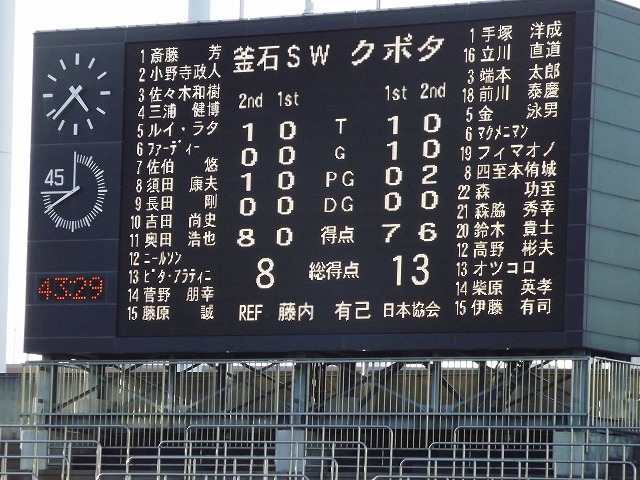 釜石SW クボタ
2nd 1st 1st 2nd
1 0 T 1 0
0 0 G 1 0
1 0 PG 0 2
0 0 DG 0 0
8 0 得点 7 6
8 総得点 13
REF 藤内 有己 日本協会
1 斎藤 芳
2 小野寺政人
3 佐々木和樹
4 三浦 健博
5 ルイ・ラタ
6 ファーディー
7 佐伯 悠
8 須田 康夫
9 長田 剛
10 吉田 尚史
11 奥田 浩也
12 ニールソン
13 ピタ・アラティニ
14 菅野 朋幸
15 藤原 誠
1 手塚 洋成
16 立川 直道
3 端本 太郎
18 前川 泰慶
5 金 泳男
6 マクメニマン
19 フィマオノ
8 四至本侑城
22 森 功至
21 森脇 秀幸
20 鈴木 貴士
12 高野 彬夫
13 オツコロ
14 柴原 英孝
15 伊藤 有司
45
43:29